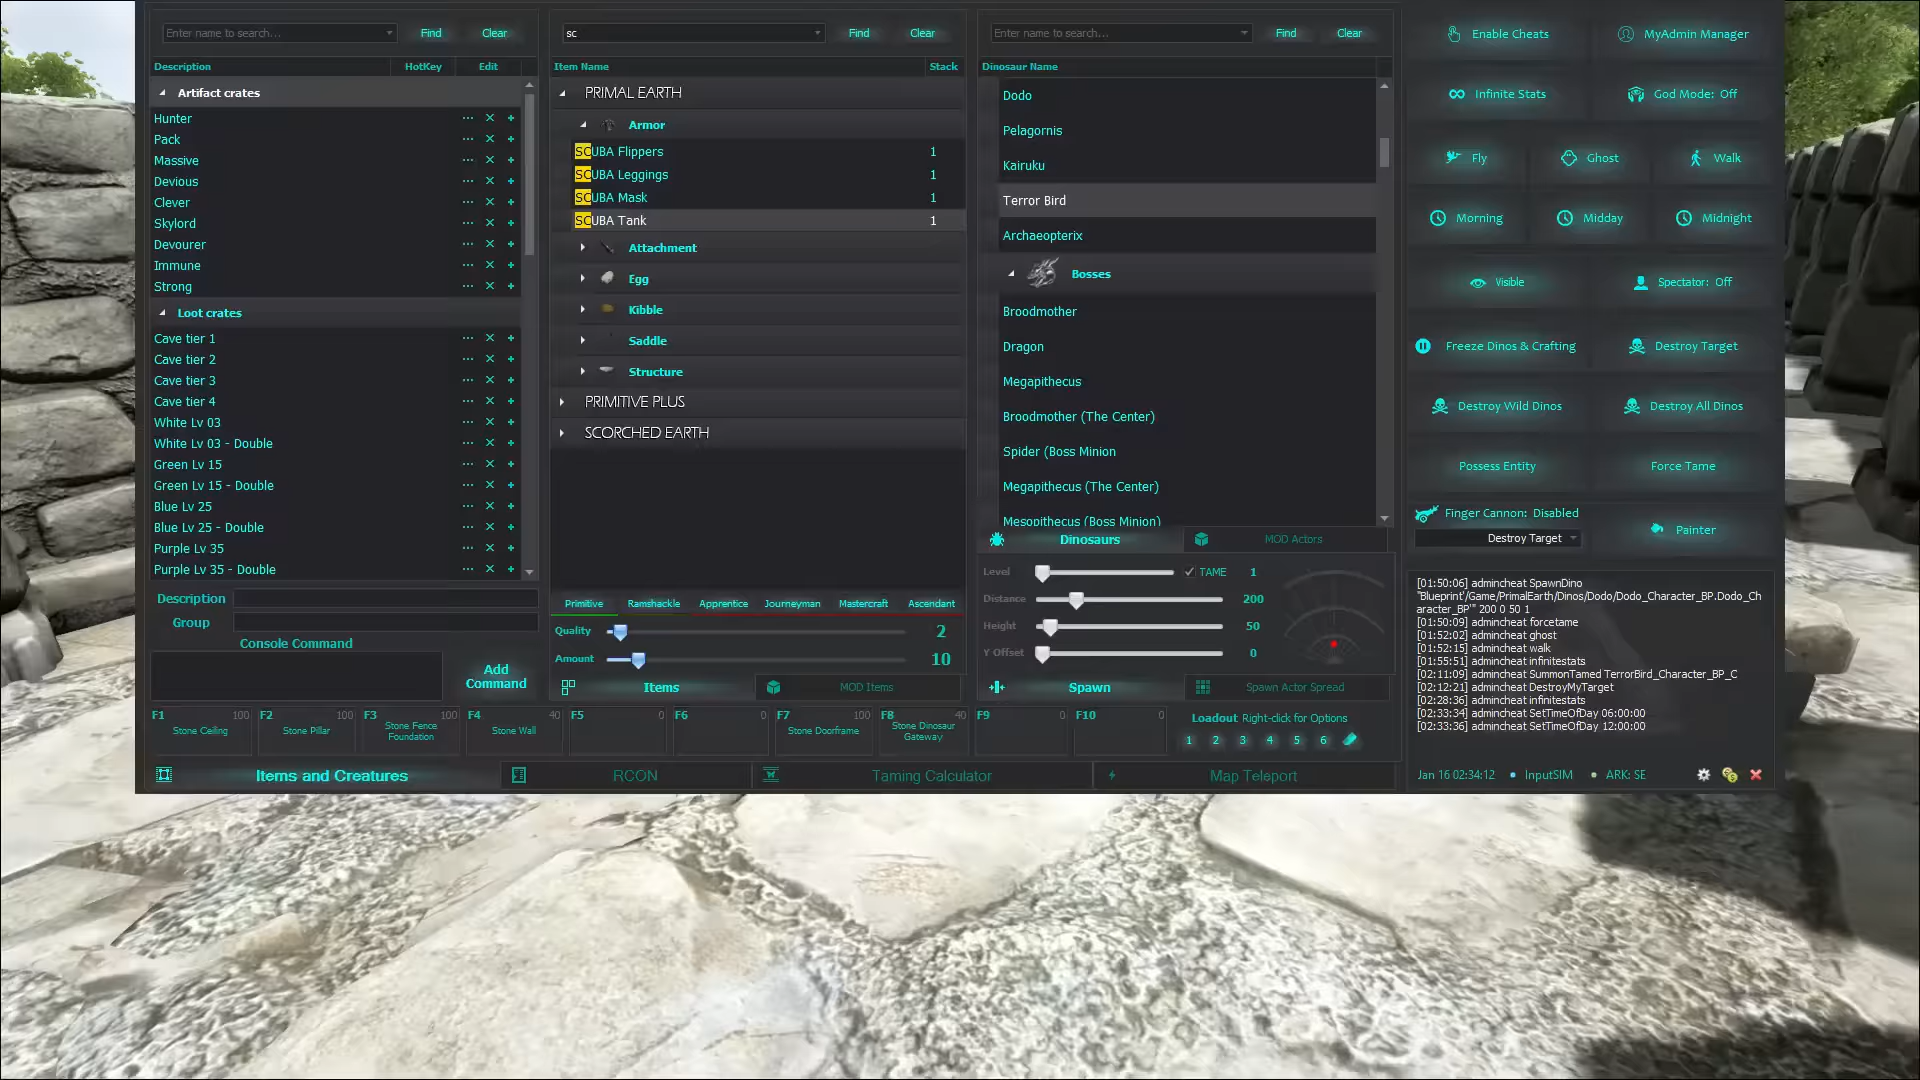 Enter name to search...
Find
Clear
Description
HotKey
Edit
Artifact crates
Hunter
Pack
Massive
Devious
Clever
Skylord
Devourer
Immune
Strong
Loot crates
Cave tier 1
Cave tier 2
Cave tier 3
Cave tier 4
White Lv 03
White Lv 03 - Double
Green Lv 15
Green Lv 15 - Double
Blue Lv 25
Blue Lv 25 - Double
Purple Lv 35
Purple Lv 35 - Double
Description
Group
Console Command
Add
Command
sc
Find
Clear
Item Name
Stack
PRIMAL EARTH
Armor
SCUBA Flippers 1
SCUBA Leggings 1
SCUBA Mask 1
SCUBA Tank 1
Attachment
Egg
Kibble
Saddle
Structure
PRIMITIVE PLUS
SCORCHED EARTH
Primitive
Ramshackle
Apprentice
Journeyman
Mastercraft
Ascendant
Quality 2
Amount 10
Items
MOD Items
Enter name to search...
Find
Clear
Dinosaur Name
Dodo
Pelagornis
Kairuku
Terror Bird
Archaeopterix
Bosses
Broodmother
Dragon
Megapithecus
Broodmother (The Center)
Spider (Boss Minion
Megapithecus (The Center)
Mesopithecus (Boss Minion)
Dinosaurs
MOD Actors
Level TAME 1
Distance 200
Height 50
Y Offset 0
Spawn
Spawn Actor Spread
F1 100
Stone Ceiling
F2 100
Stone Pillar
F3 100
Stone Fence
Foundation
F4 40
Stone Wall
F5 0
F6 0
F7 100
Stone Doorframe
F8 40
Stone Dinosaur
Gateway
F9 0
F10 0
Loadout Right-click for Options
1 2 3 4 5 6
Items and Creatures
RCON
Taming Calculator
Map Teleport
Enable Cheats
MyAdmin Manager
Infinite Stats
God Mode: Off
Fly
Ghost
Walk
Morning
Midday
Midnight
Visible
Spectator: Off
Freeze Dinos & Crafting
Destroy Target
Destroy Wild Dinos
Destroy All Dinos
Possess Entity
Force Tame
Finger Cannon: Disabled
Destroy Target
Painter
[01:50:06] admincheat SpawnDino
"Blueprint'/Game/PrimalEarth/Dinos/Dodo/Dodo_Character_BP.Dodo_Ch
aracter_BP'" 200 0 50 1
[01:50:09] admincheat forcetame
[01:52:02] admincheat ghost
[01:52:15] admincheat walk
[01:55:51] admincheat infinitestats
[02:11:09] admincheat SummonTamed TerrorBird_Character_BP_C
[02:12:21] admincheat DestroyMyTarget
[02:28:36] admincheat infinitestats
[02:33:34] admincheat SetTimeOfDay 06:00:00
[02:33:36] admincheat SetTimeOfDay 12:00:00
Jan 16 02:34:12
InputSIM
ARK: SE